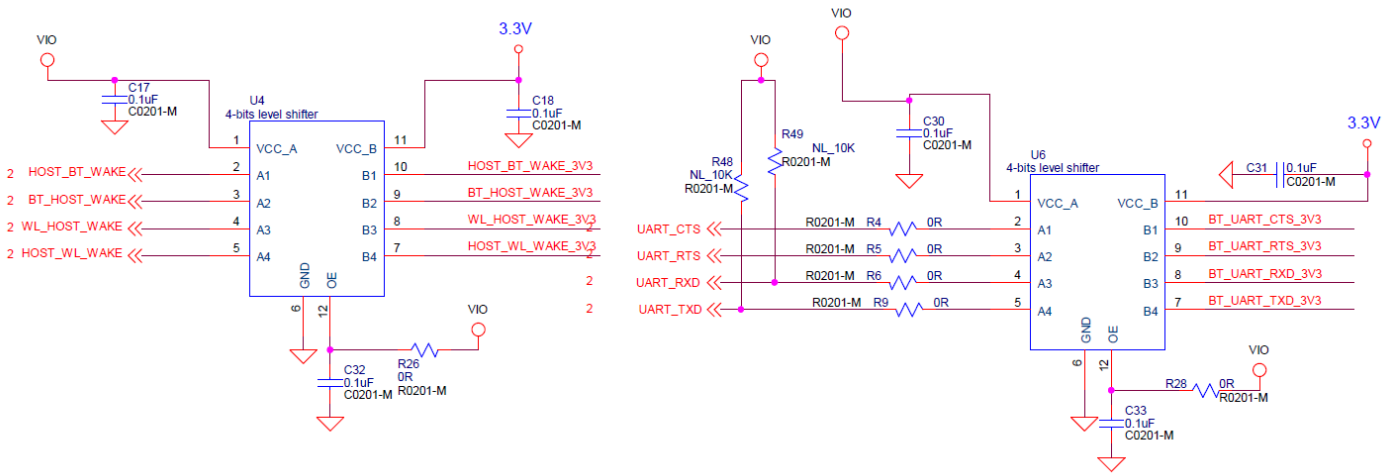 VIO
3.3V
C17
0.1uF
C0201-M
C18
0.1uF
C0201-M
U4
4-bits level shifter
1
VCC_A
VCC_B
11
2 HOST_BT_WAKE
2
A1
B1
10
HOST_BT_WAKE_3V3
2 BT_HOST_WAKE
3
A2
B2
9
BT_HOST_WAKE_3V3
2 WL_HOST_WAKE
4
A3
B3
8
WL_HOST_WAKE_3V3
2 HOST_WL_WAKE
5
A4
B4
7
HOST_WL_WAKE_3V3
GND
OE
6
12
VIO
R26
0R
R0201-M
C32
0.1uF
C0201-M
VIO
VIO
3.3V
C30
0.1uF
C0201-M
R49
NL_10K
R0201-M
R48
NL_10K
R0201-M
C31
0.1uF
C0201-M
U6
4-bits level shifter
1
VCC_A
VCC_B
11
2
UART_CTS
R0201-M R4 0R
2
A1
B1
10
BT_UART_CTS_3V3
2
UART_RTS
R0201-M R5 0R
3
A2
B2
9
BT_UART_RTS_3V3
2
UART_RXD
R0201-M R6 0R
4
A3
B3
8
BT_UART_RXD_3V3
2
UART_TXD
R0201-M R9 0R
5
A4
B4
7
BT_UART_TXD_3V3
GND
OE
6
12
VIO
R28 0R
R0201-M
C33
0.1uF
C0201-M